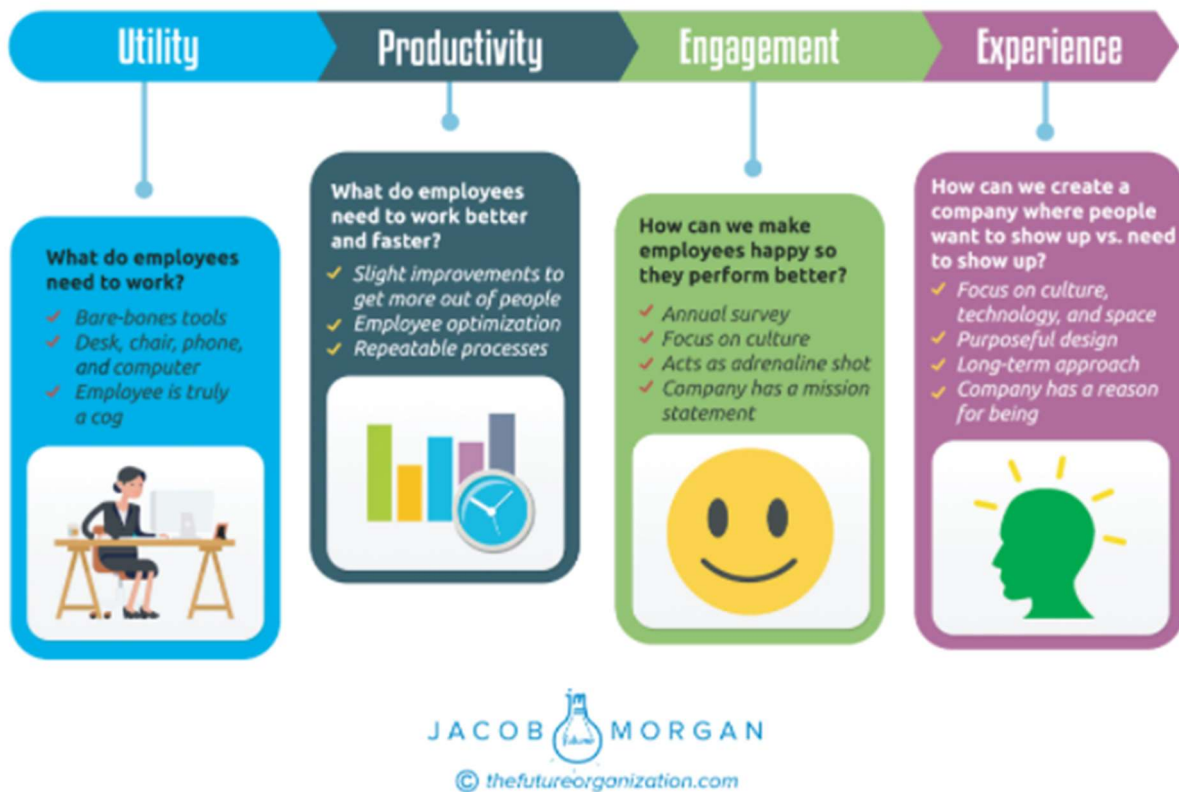 Utility
Productivity
Engagement
Experience
What do employees
need to work?
Bare-bones tools
Desk, chair, phone,
and computer
Employee is truly
a cog
What do employees
need to work better
and faster?
Slight improvements to
get more out of people
Employee optimization
Repeatable processes
How can we make
employees happy so
they perform better?
Annual survey
Focus on culture
Acts as adrenaline shot
Company has a mission
statement
How can we create a
company where people
want to show up vs. need
to show up?
Focus on culture,
technology, and space
Purposeful design
Long-term approach
Company has a reason
for being
JACOB MORGAN
© thefutureorganization.com